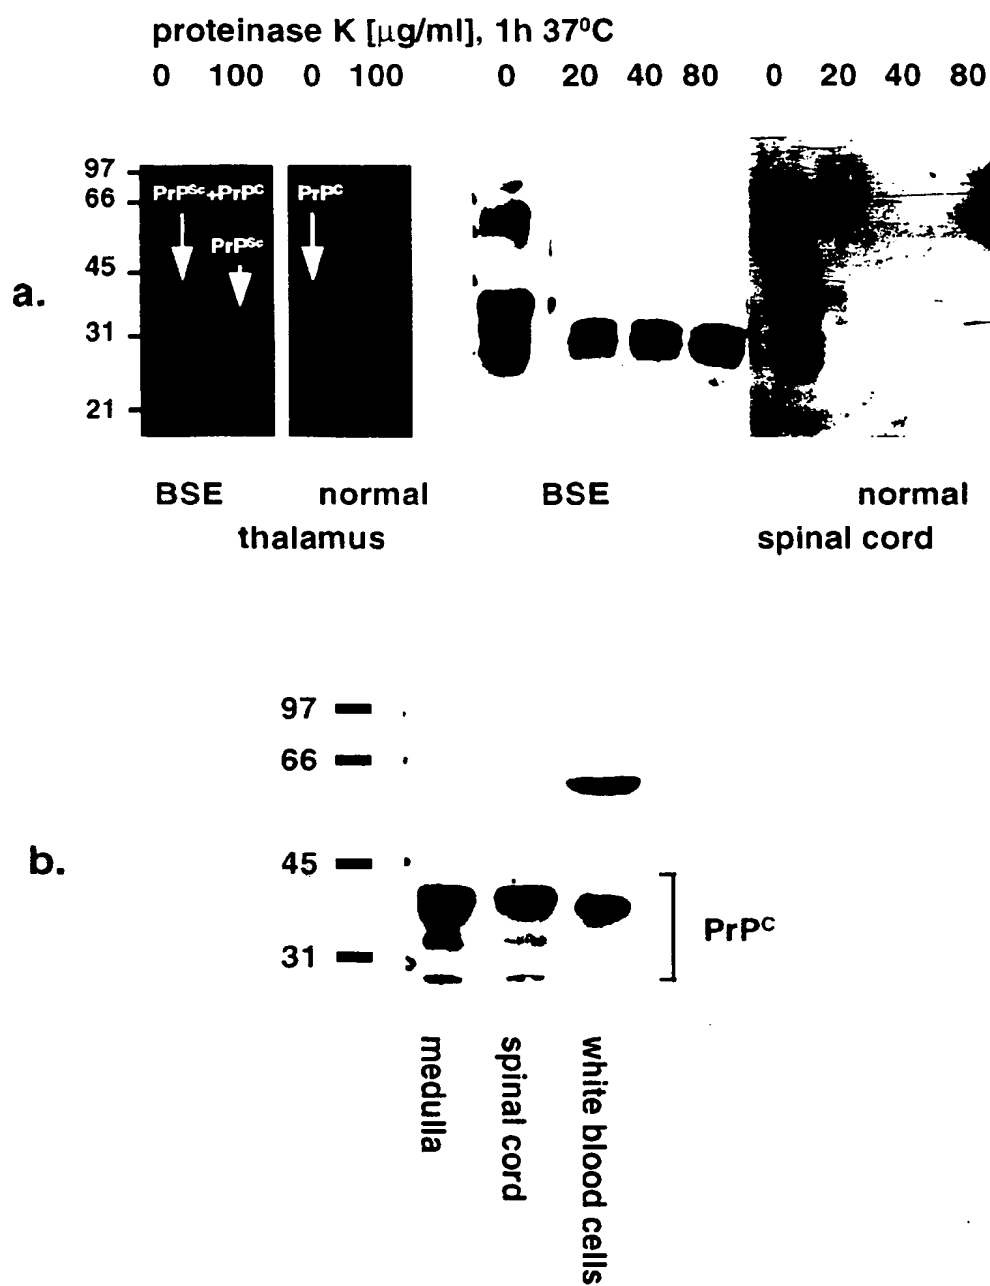 proteinase K [µg/ml], 1h 37⁰C
0 100 0 100 0 20 40 80 0 20 40 80
97
66
45
31
21
PrPSc+PrPC
PrPSc
PrPC
a.
BSE normal BSE normal
thalamus spinal cord
97
66
45
31
b.
PrPC
medulla
spinal cord
white blood cells